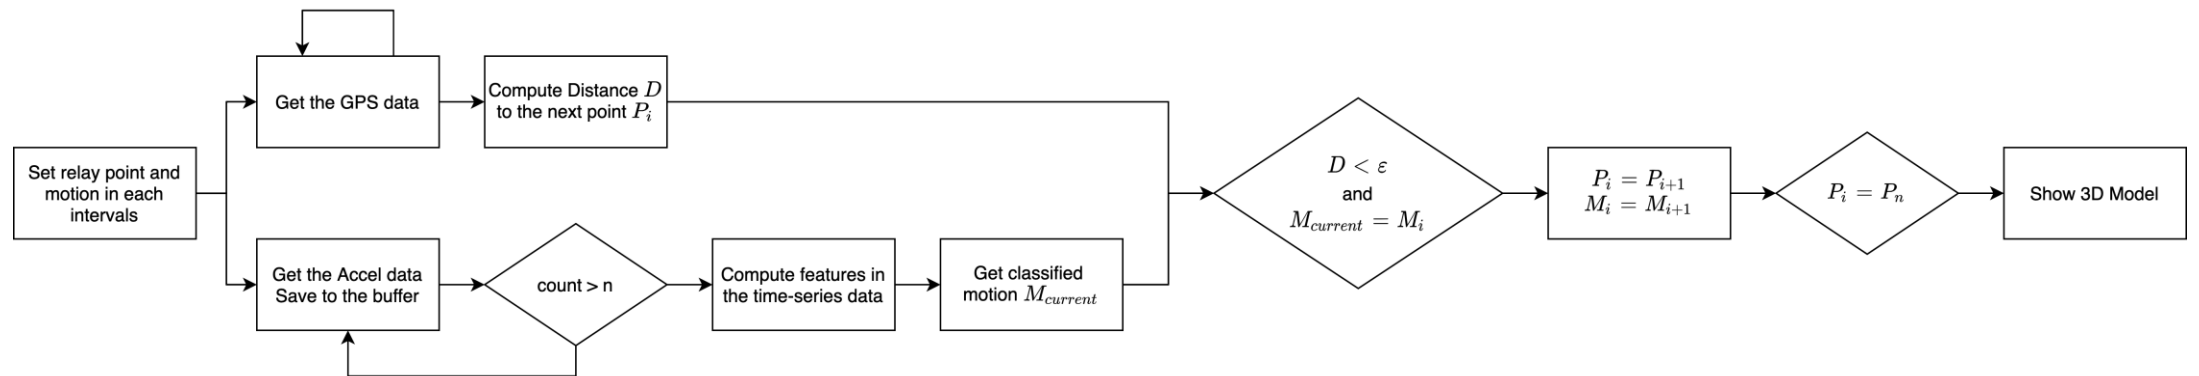 Set relay point and
motion in each
intervals
Get the GPS data
Compute Distance D
to the next point P_i
Get the Accel data
Save to the buffer
count > n
Compute features in
the time-series data
Get classified
motion M_current
D < ε
and
M_current = M_i
P_i = P_{i+1}
M_i = M_{i+1}
P_i = P_n
Show 3D Model